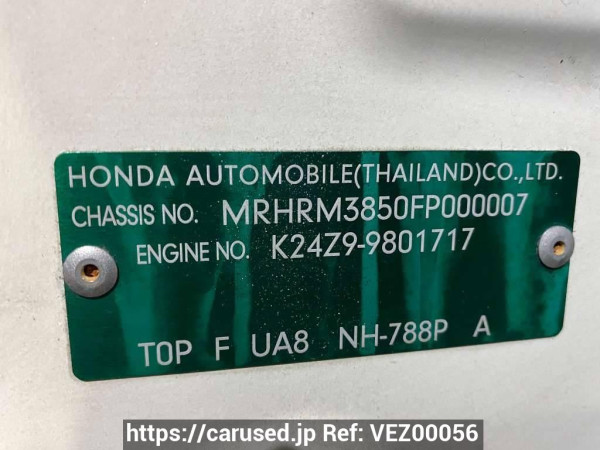 HONDA AUTOMOBILE(THAILAND)CO.,LTD.
CHASSIS NO. MRHRM3850FP000007
ENGINE NO. K24Z9-9801717
TOP F UA8 NH-788P A
https://carused.jp Ref: VEZ00056